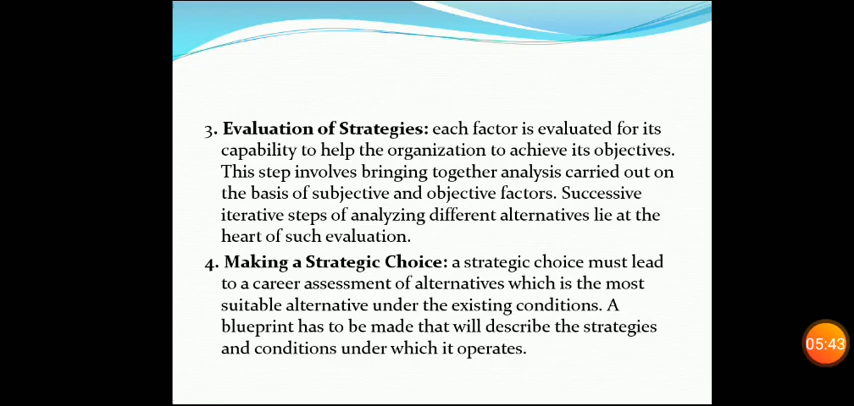 3. Evaluation of Strategies: each factor is evaluated for its
capability to help the organization to achieve its objectives.
This step involves bringing together analysis carried out on
the basis of subjective and objective factors. Successive
iterative steps of analyzing different alternatives lie at the
heart of such evaluation.
4. Making a Strategic Choice: a strategic choice must lead
to a career assessment of alternatives which is the most
suitable alternative under the existing conditions. A
blueprint has to be made that will describe the strategies
and conditions under which it operates.
05:43